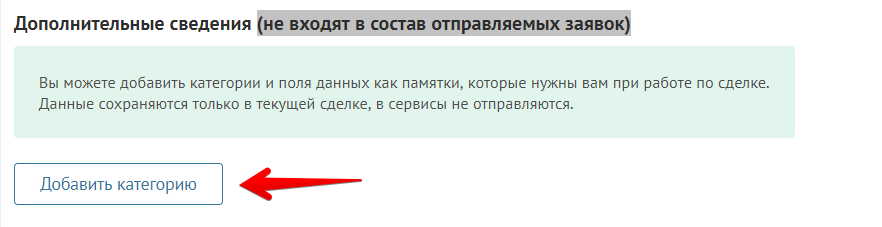 Дополнительные сведения (не входят в состав отправляемых заявок)
Вы можете добавить категории и поля данных как памятки, которые нужны вам при работе по сделке.
Данные сохраняются только в текущей сделке, в сервисы не отправляются.
Добавить категорию